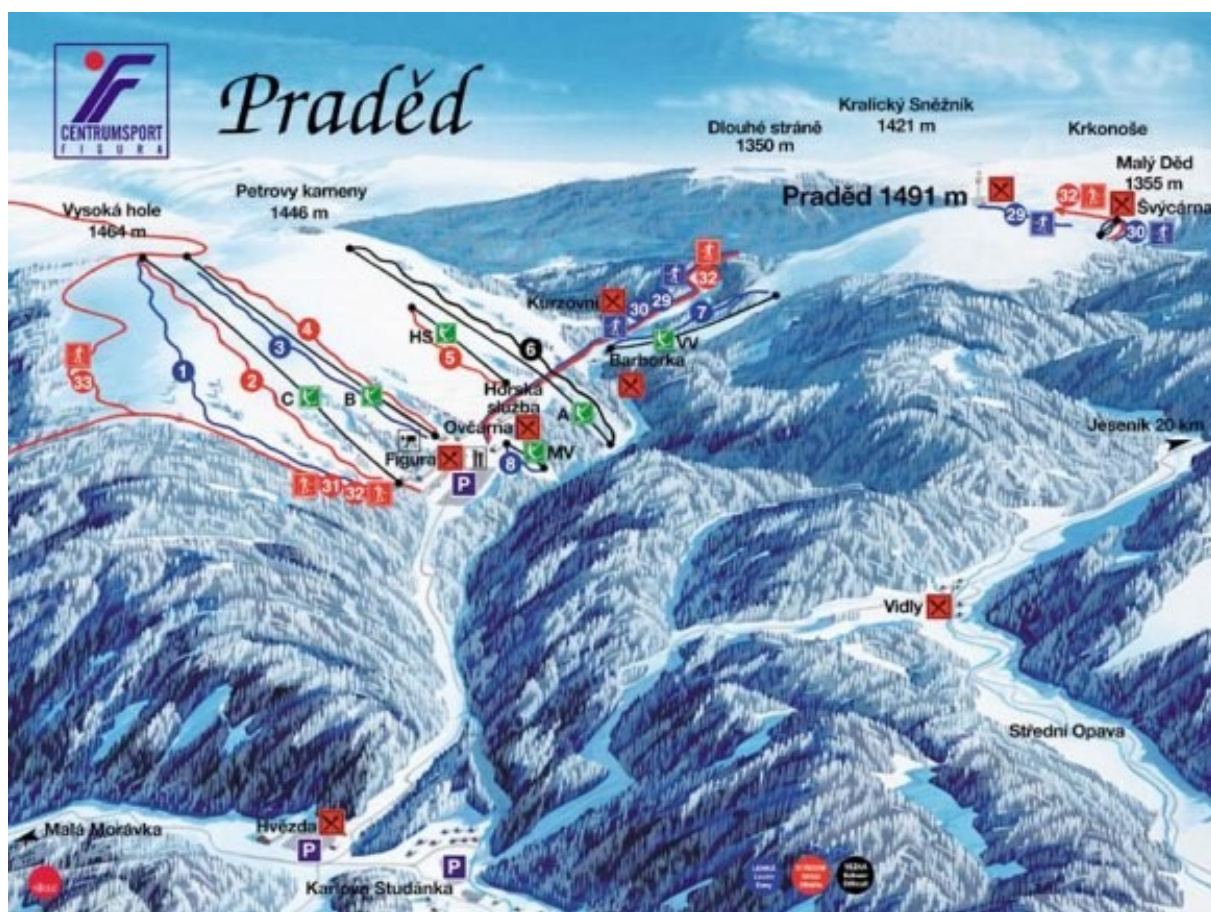 CENTRUMSPORT
FIGURA
Praděd
Kralický Sněžník
1421 m
Dlouhé stráně
1350 m
Krkonoše
Malý Děd
1355 m
Praděd 1491 m
Švýcárna
Petrovy kameny
1446 m
Vysoká hole
1464 m
32
29
30
32
Kurzovní
30
29
7
VV
Barborka
4
3
HS
5
6
33
1
2
C
B
A
Horská
služba
Ovčárna
Figura
MV
8
P
31
32
Jeseník 20 km
Vidly
Střední Opava
Malá Morávka
Hvězda
P
P
Karlova Studánka